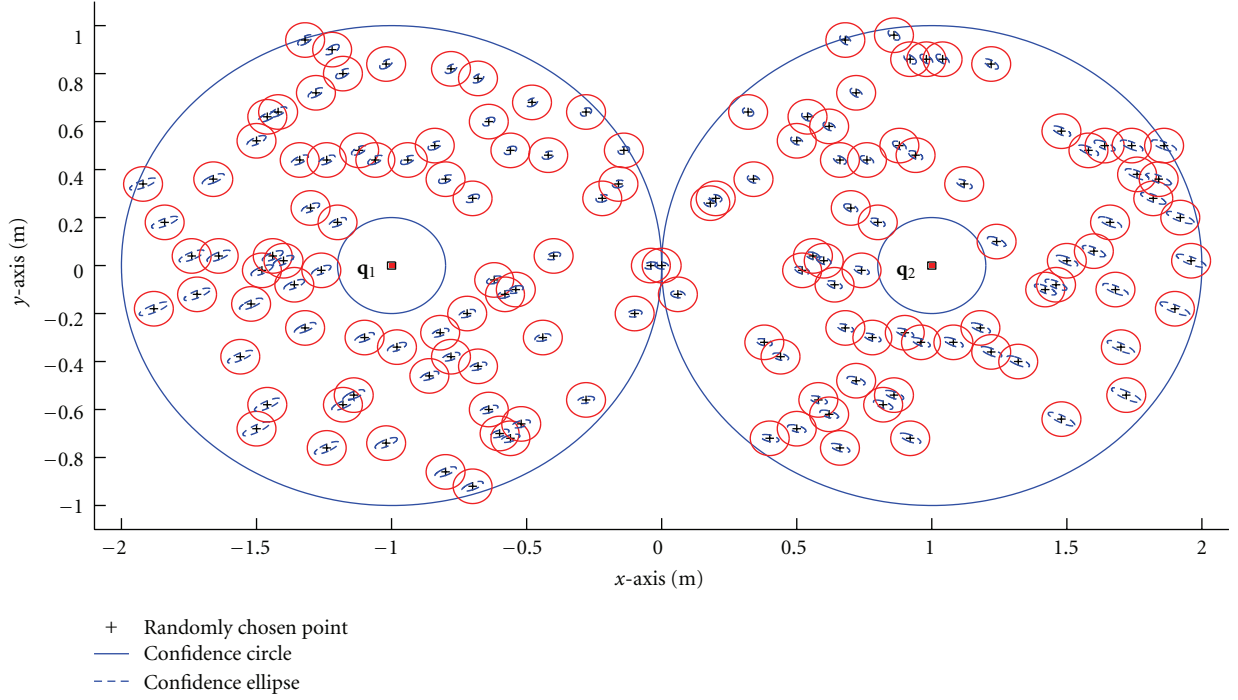 1
0.8
0.6
0.4
0.2
0
−0.2
−0.4
−0.6
−0.8
−1
y-axis (m)
q1
q2
−2
−1.5
−1
−0.5
0
0.5
1
1.5
2
x-axis (m)
Randomly chosen point
Confidence circle
Confidence ellipse